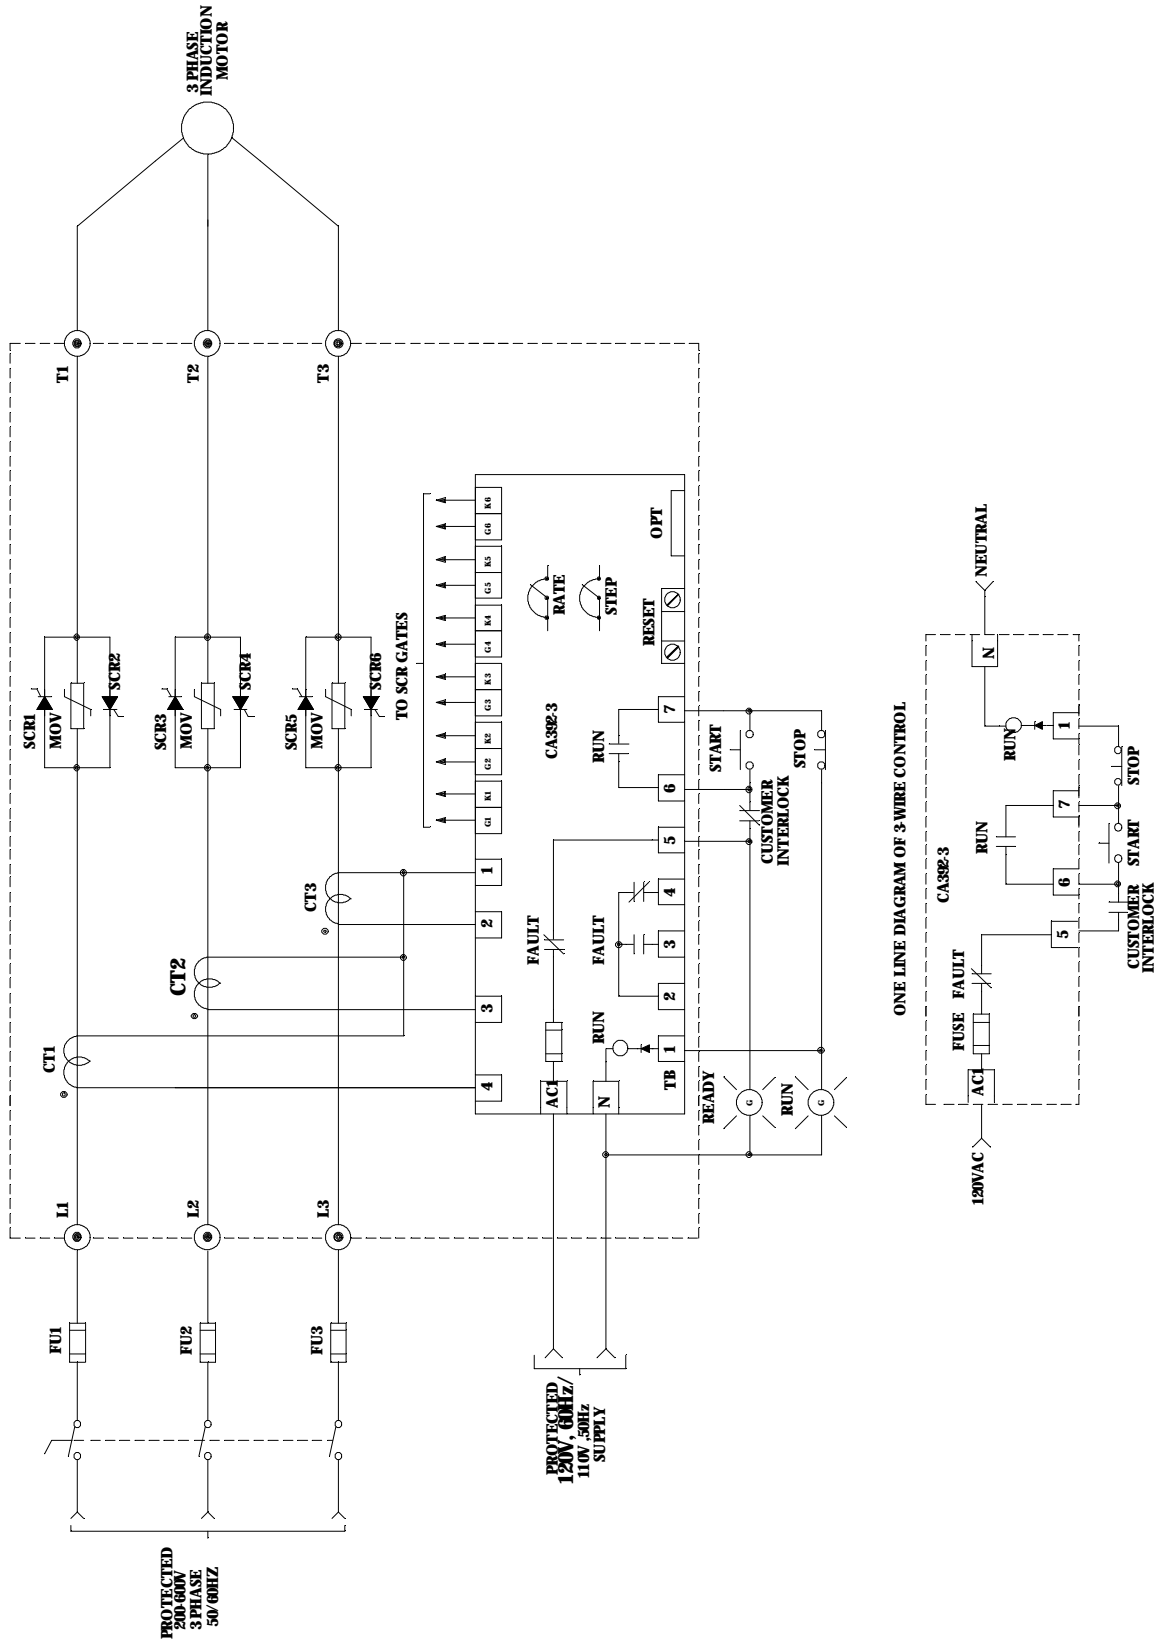 3 PHASE
INDUCTION
MOTOR
T1
T2
T3
SCR1
MOV
SCR2
SCR3
MOV
SCR4
SCR5
MOV
SCR6
TO SCR GATES
G1
K1
G2
K2
G3
K3
G4
K4
G5
K5
G6
K6
CT1
CT2
CT3
4
3
2
1
L1
L2
L3
FU1
FU2
FU3
PROTECTED
200-600V
3 PHASE
50/60HZ
CA392-3
RATE
STEP
OPT
RESET
AC1
N
FAULT
RUN
FAULT
RUN
TB
1
2
3
4
5
6
7
PROTECTED
120V, 60Hz/
110V ,50Hz
SUPPLY
READY
G
RUN
G
CUSTOMER
INTERLOCK
START
STOP
ONE LINE DIAGRAM OF 3-WIRE CONTROL
CA392-3
120VAC
AC1
FUSE
FAULT
5
6
RUN
7
RUN
1
N
NEUTRAL
CUSTOMER
INTERLOCK
START
STOP